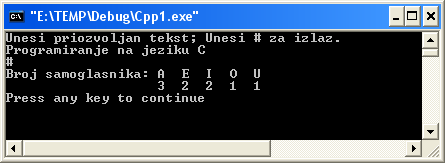 "E:\TEMP\Debug\Cpp1.exe"
Unesi priozvoljan tekst; Unesi # za izlaz.
Programiranje na jeziku C
#
Broj samoglasnika: A E I O U
3 2 2 1 1
Press any key to continue